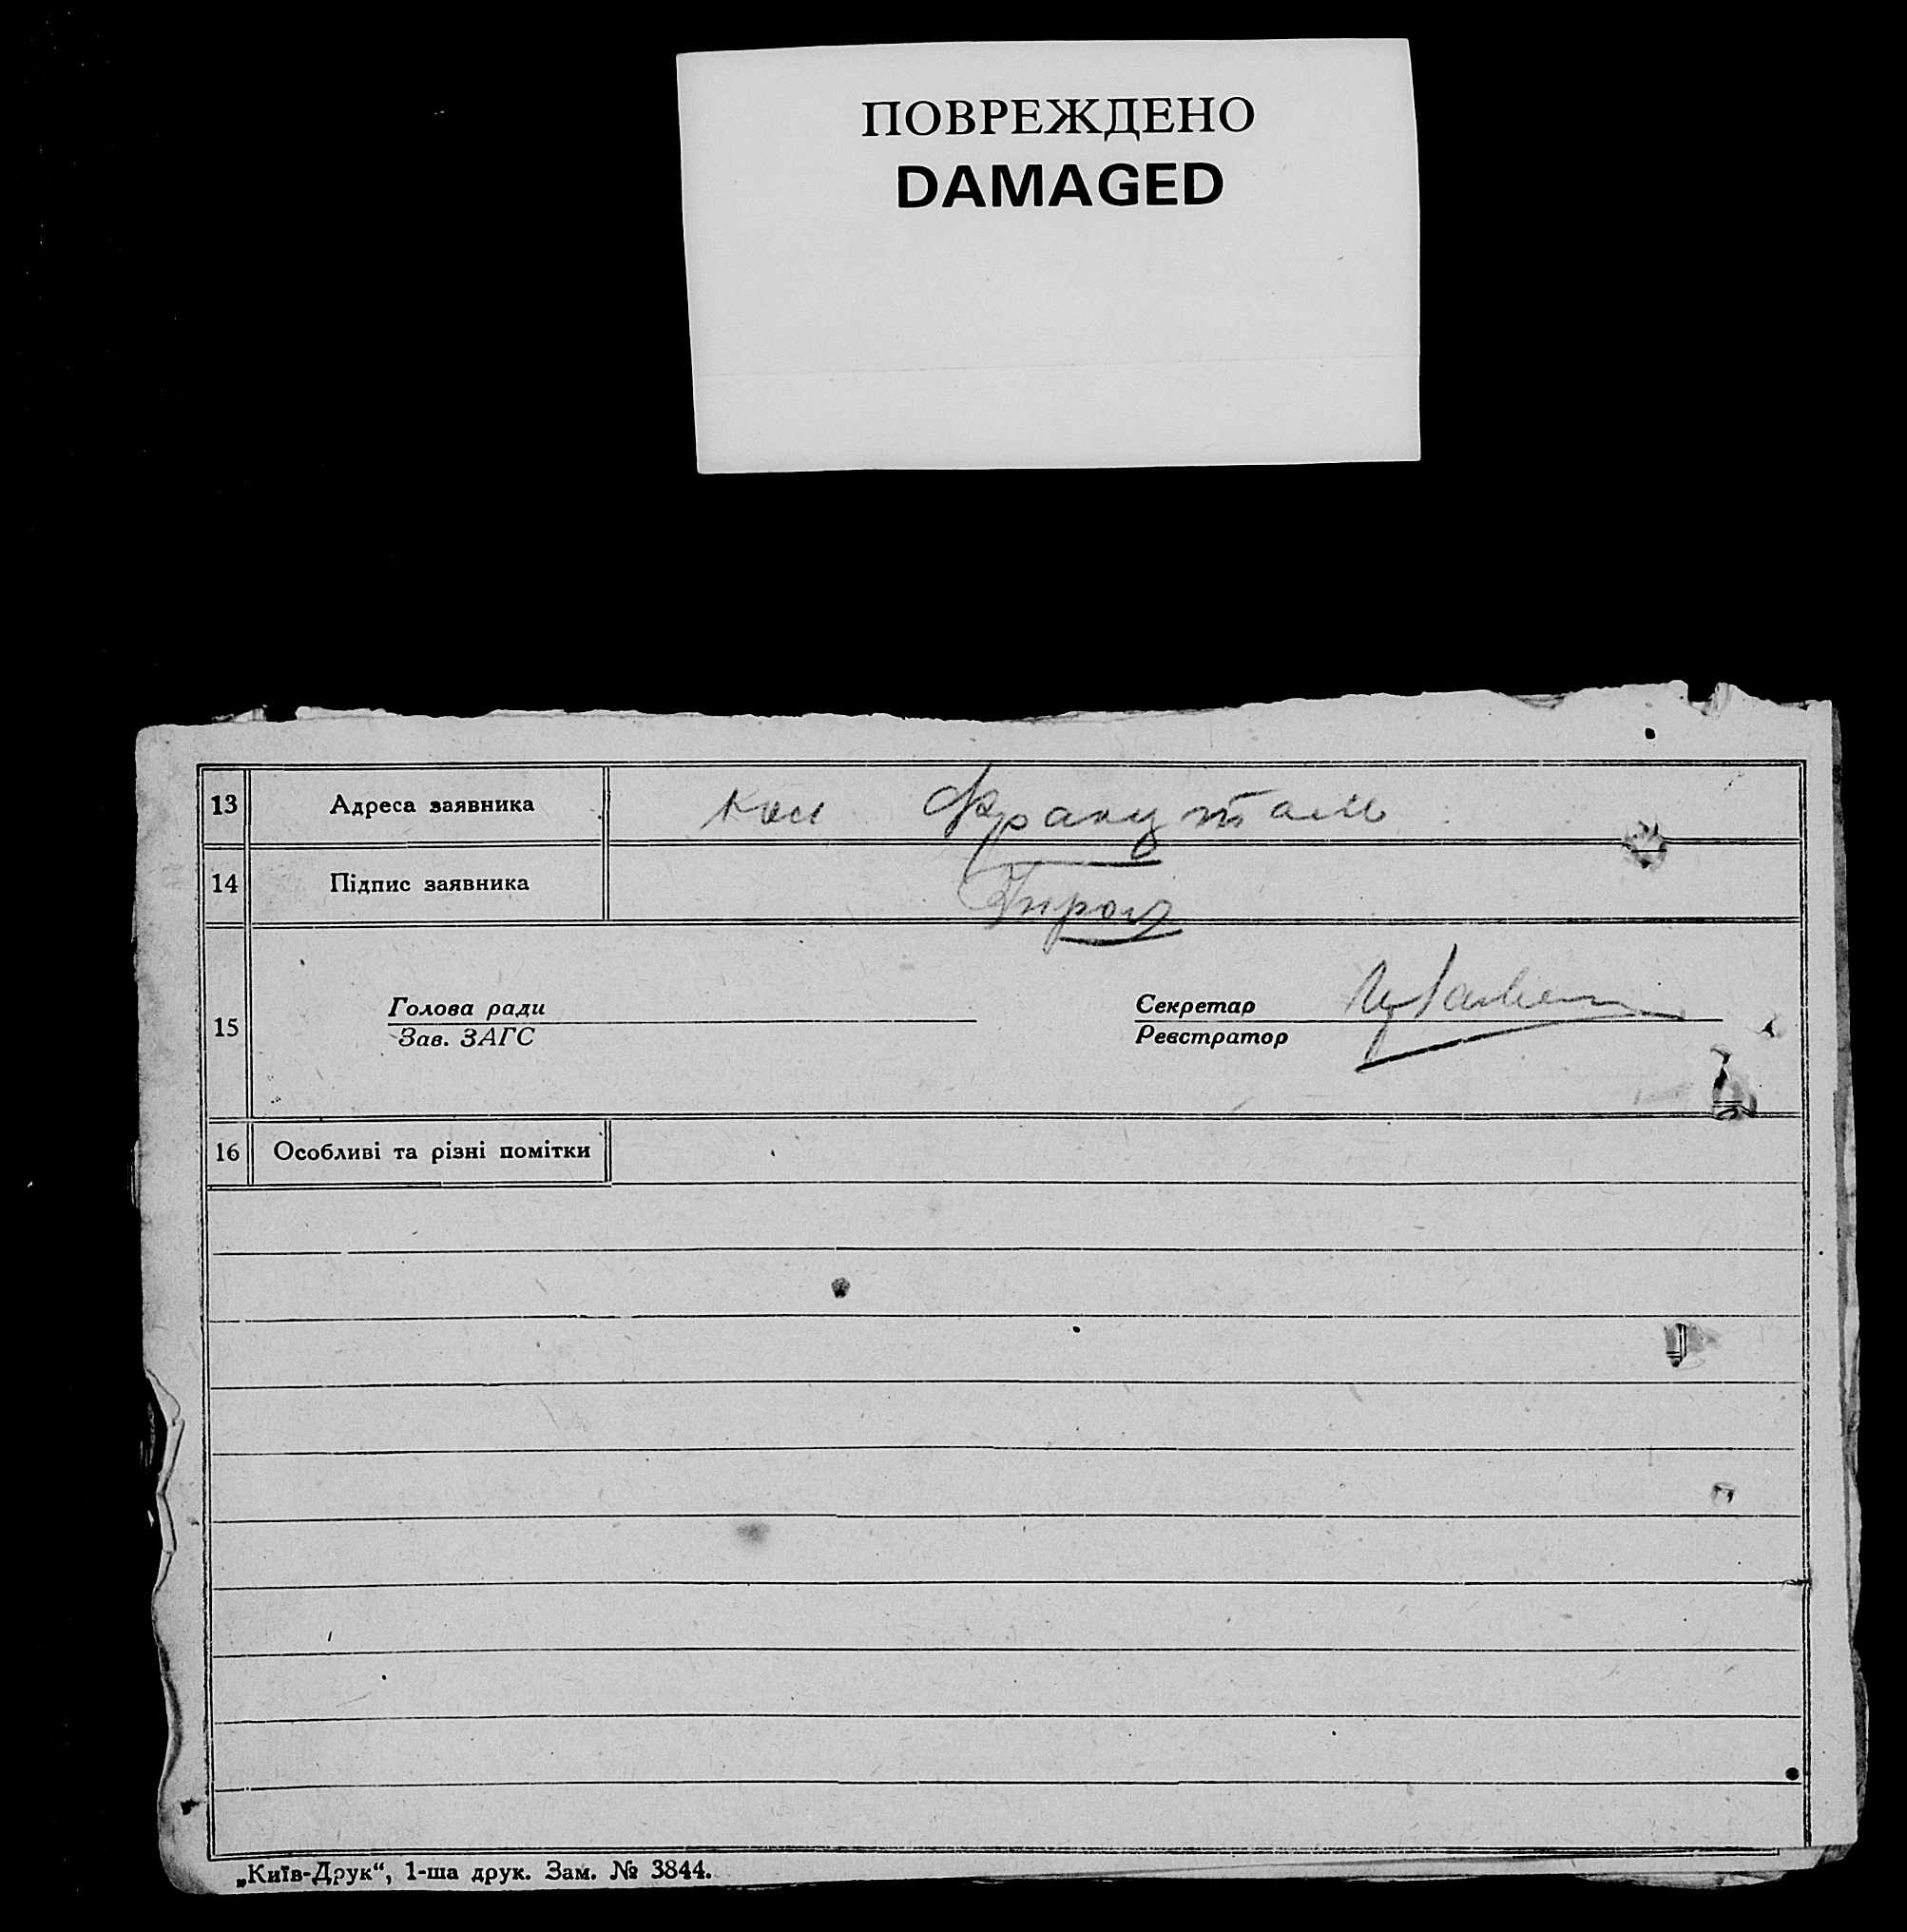 ПОВРЕЖДЕНО
DAMAGED
13 Адреса заявника кол
14 Підпис заявника
Голова ради Секретар
15
Зав. ЗАГС Реєстратор
16 Особливі та різні помітки
„Київ-Друк“, 1-ша друк. Зам. № 3844.